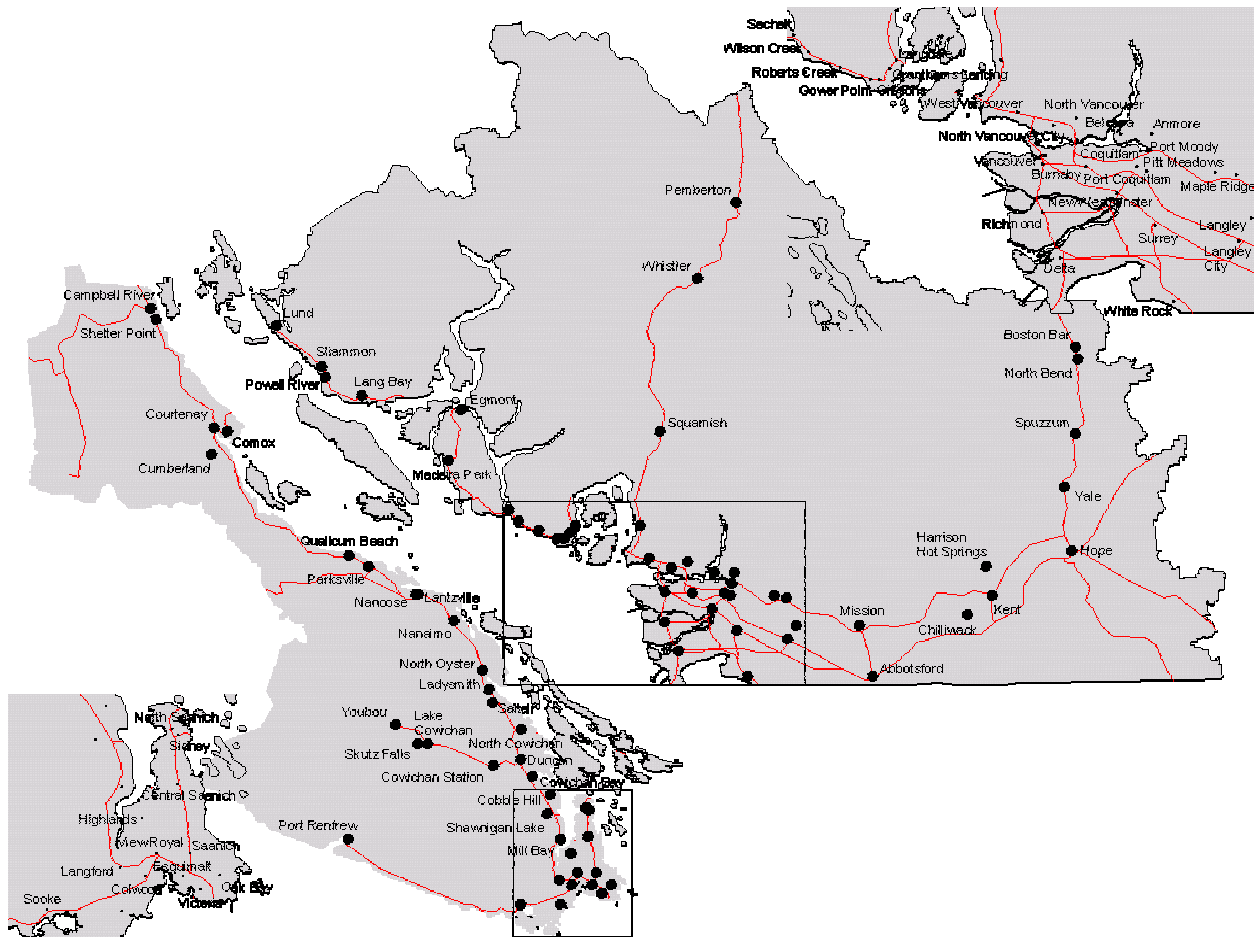 Sechelt
Wilson Creek
Roberts Creek
West Vancouver
North Vancouver
Belcarra
Anmore
North Vancouver City
Port Moody
Coquitlam
Vancouver
Pitt Meadows
Burnaby
Port Coquitlam
Maple Ridge
New Westminster
Richmond
Langley
Surrey
Langley
City
Delta
White Rock
Pemberton
Whistler
Campbell River
Shelter Point
Lund
Sliammon
Powell River
Lang Bay
Egmont
Boston Bar
North Bend
Courtenay
Comox
Cumberland
Madeira Park
Squamish
Spuzzum
Yale
Qualicum Beach
Parksville
Nanoose
Lantzville
Nanaimo
Harrison
Hot Springs
Hope
Kent
Chilliwack
Mission
Abbotsford
North Oyster
Ladysmith
Saltair
Youbou
Lake
Cowichan
Skutz Falls
North Cowichan
Duncan
Cowichan Station
Cowichan Bay
Cobble Hill
Shawnigan Lake
Mill Bay
Port Renfrew
North Saanich
Sidney
Central Saanich
Highlands
View Royal
Saanich
Langford
Esquimalt
Colwood
Oak Bay
Victoria
Sooke